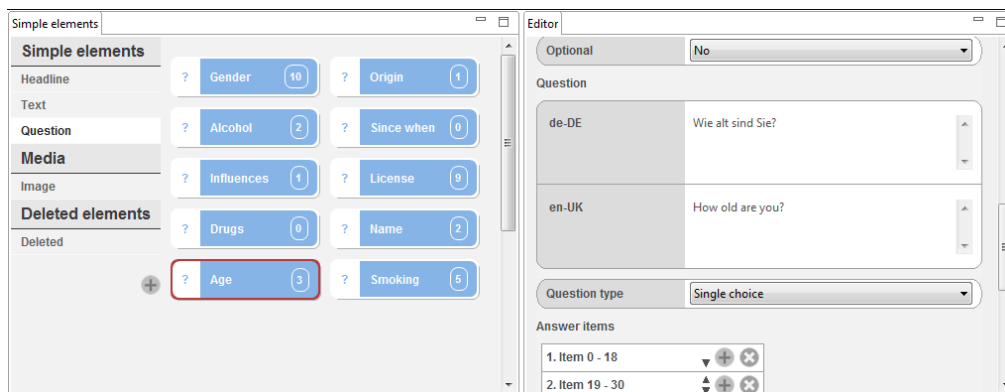 Simple elements
Simple elements
Headline
Text
Question
Media
Image
Deleted elements
Deleted
? Gender 10
? Origin 1
? Alcohol 2
? Since when 0
? Influences 1
? License 9
? Drugs 0
? Name 2
? Age 3
? Smoking 5
Editor
Optional No
Question
de-DE Wie alt sind Sie?
en-UK How old are you?
Question type Single choice
Answer items
1. Item 0 - 18
2. Item 19 - 30